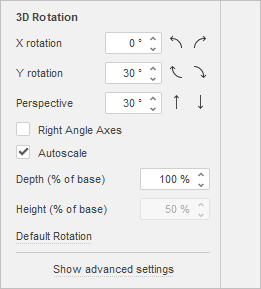 3D Rotation
X rotation 0 °
Y rotation 30 °
Perspective 30 °
Right Angle Axes
Autoscale
Depth (% of base) 100 %
Height (% of base) 50 %
Default Rotation
Show advanced settings